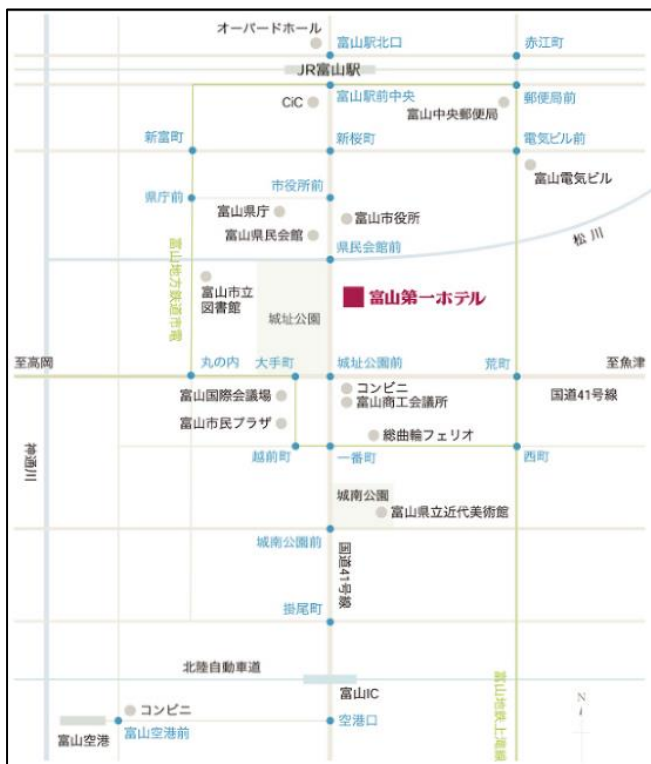 オーバードホール
富山駅北口
赤江町
JR富山駅
CiC
富山駅前中央
郵便局前
富山中央郵便局
新富町
新桜町
電気ビル前
富山電気ビル
県庁前
市役所前
富山県庁
富山市役所
富山県民会館
県民会館前
松川
富山地方鉄道市電
富山市立
図書館
城址公園
富山第一ホテル
至高岡
丸の内
大手町
城址公園前
荒町
至魚津
国道41号線
コンビニ
富山国際会議場
富山商工会議所
富山市民プラザ
総曲輪フェリオ
神通川
越前町
一番町
西町
城南公園
富山県立近代美術館
城南公園前
国道41号線
掛尾町
北陸自動車道
富山IC
富山地鉄上滝線
N
コンビニ
富山空港
富山空港前
空港口